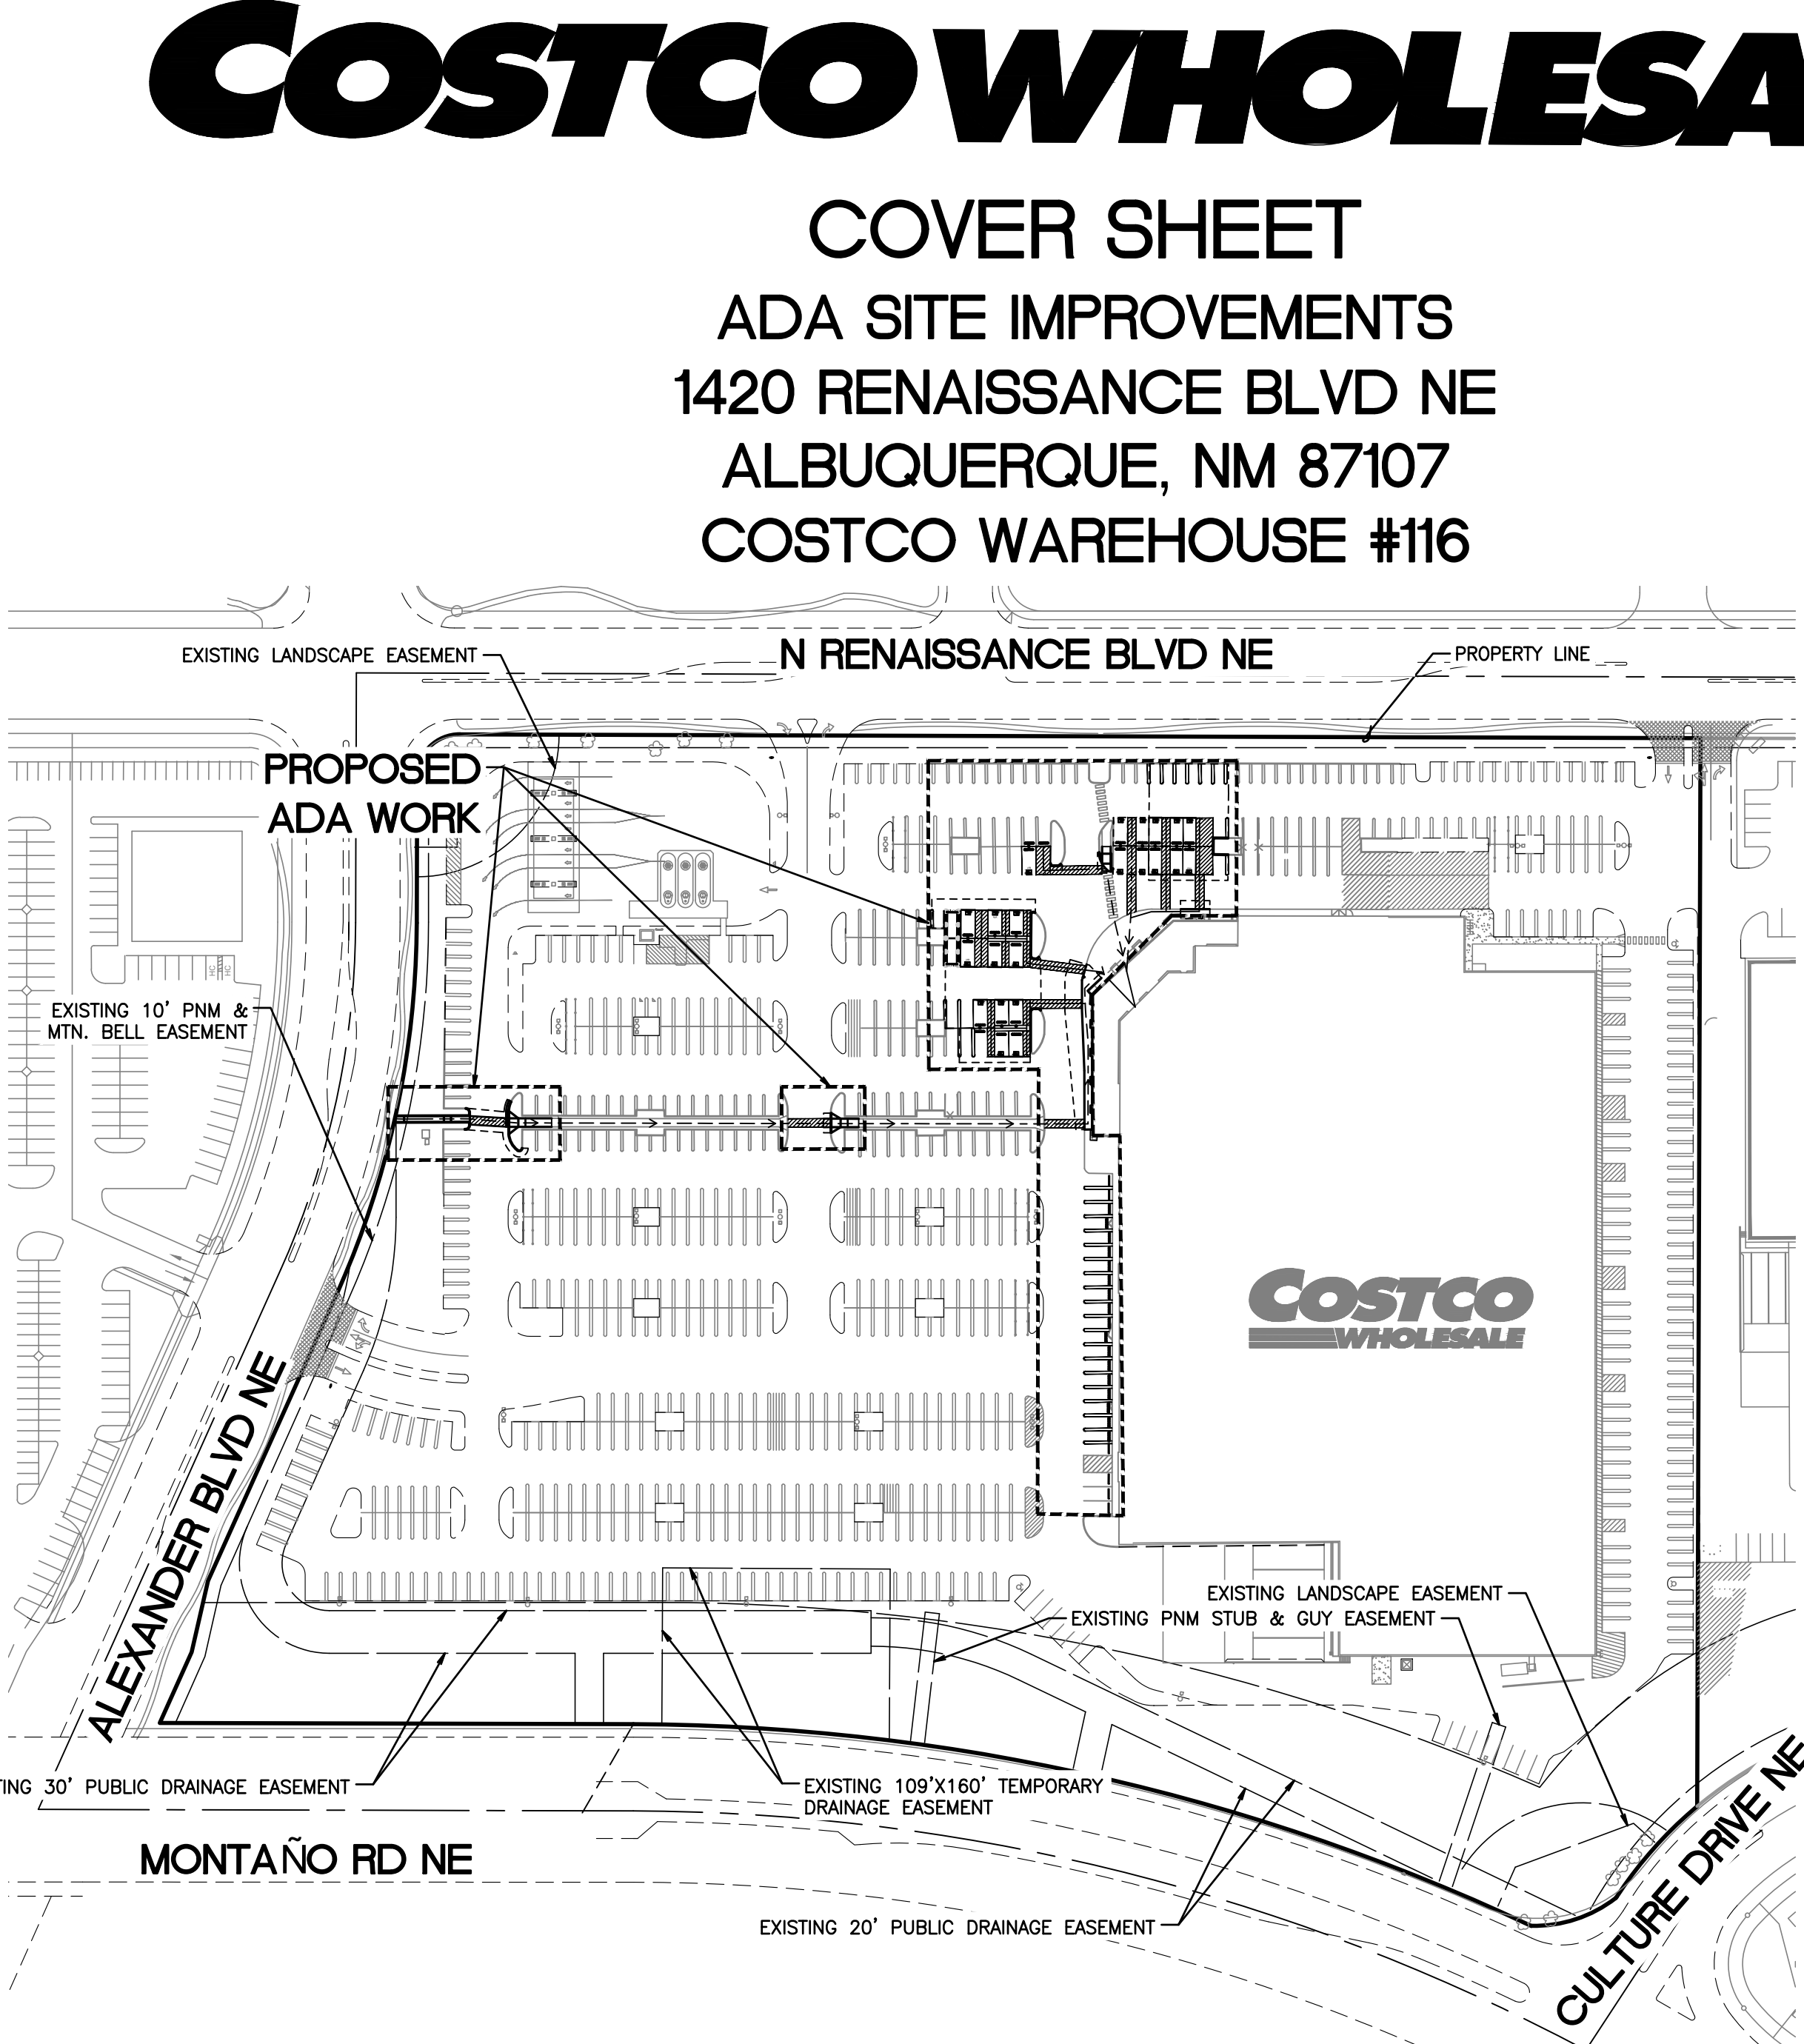 COSTCO WHOLESA
COVER SHEET
ADA SITE IMPROVEMENTS
1420 RENAISSANCE BLVD NE
ALBUQUERQUE, NM 87107
COSTCO WAREHOUSE #116
N RENAISSANCE BLVD NE
EXISTING LANDSCAPE EASEMENT
PROPERTY LINE
PROPOSED
ADA WORK
HC
HC
EXISTING 10' PNM &
MTN. BELL EASEMENT
COSTCO
WHOLESALE
ALEXANDER BLVD NE
EXISTING LANDSCAPE EASEMENT
EXISTING PNM STUB & GUY EASEMENT
TING 30' PUBLIC DRAINAGE EASEMENT
EXISTING 109'X160' TEMPORARY
DRAINAGE EASEMENT
MONTAÑO RD NE
EXISTING 20' PUBLIC DRAINAGE EASEMENT
CULTURE DRIVE NE